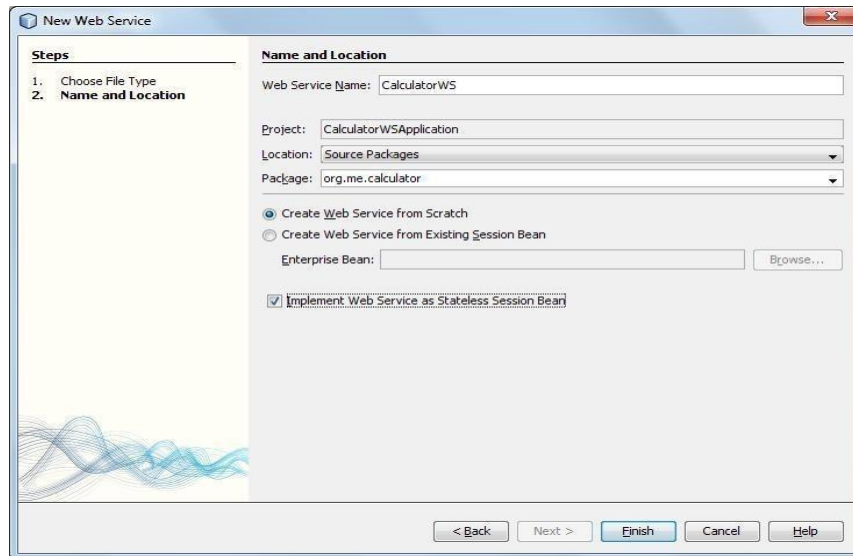 New Web Service
Steps
1. Choose File Type
2. Name and Location
Name and Location
Web Service Name: CalculatorWS
Project: CalculatorWSApplication
Location: Source Packages
Package: org.me.calculator
Create Web Service from Scratch
Create Web Service from Existing Session Bean
Enterprise Bean: Browse...
Implement Web Service as Stateless Session Bean
< Back Next > Finish Cancel Help